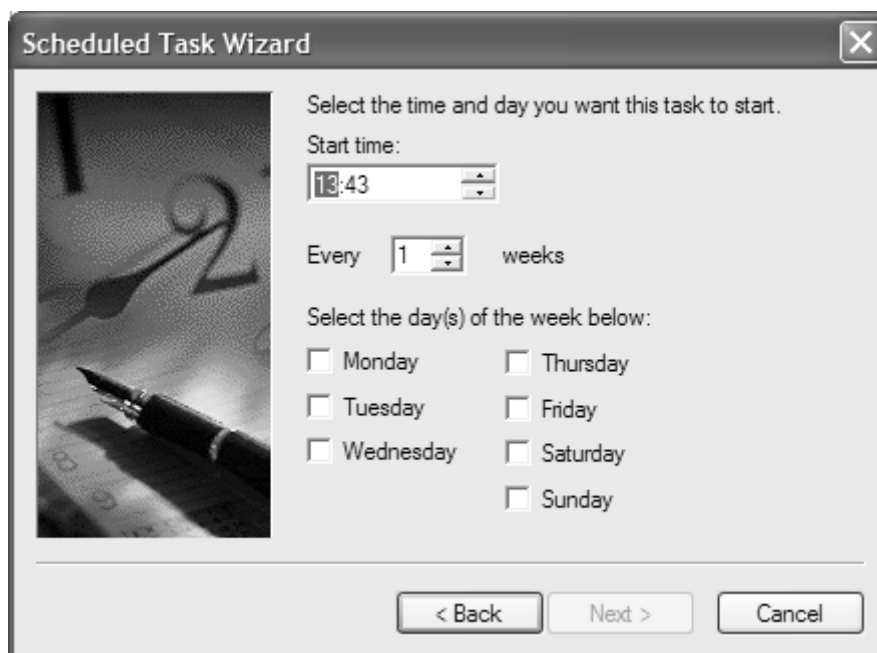 Scheduled Task Wizard
Select the time and day you want this task to start.
Start time:
13:43
Every 1 weeks
Select the day(s) of the week below:
Monday
Thursday
Tuesday
Friday
Wednesday
Saturday
Sunday
< Back
Next >
Cancel